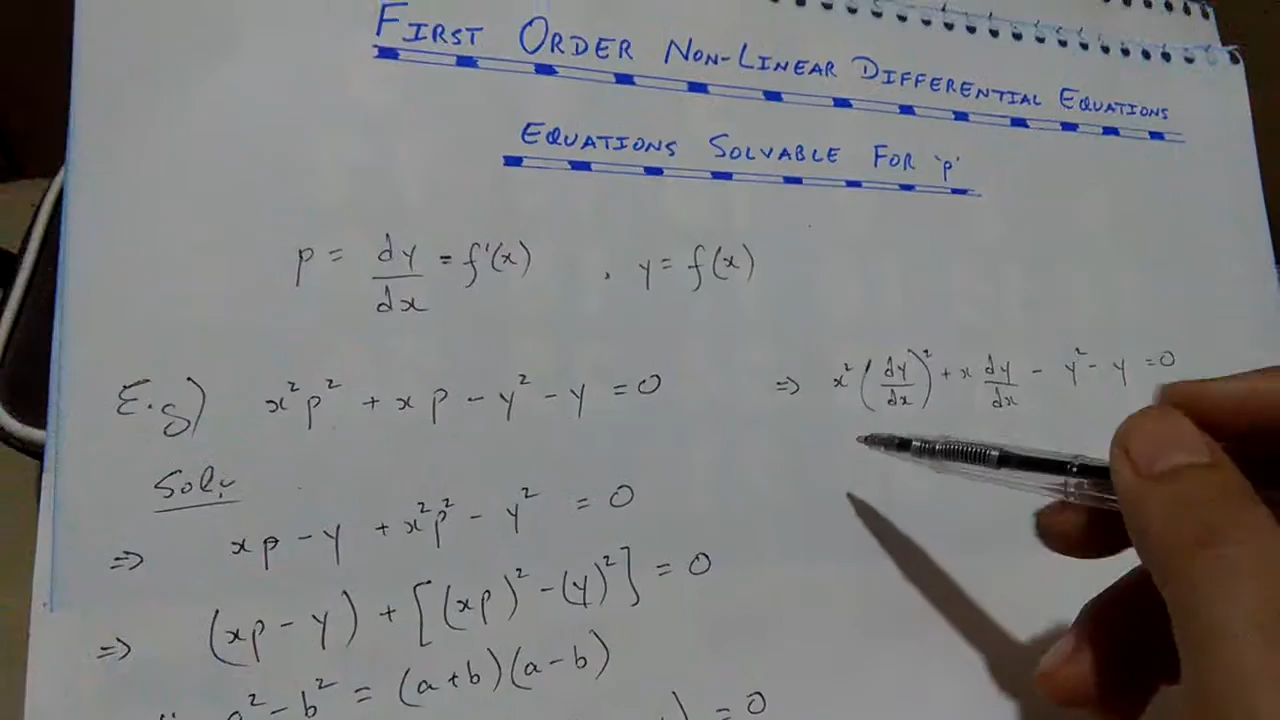 FIRST ORDER NON-LINEAR DIFFERENTIAL EQUATIONS
EQUATIONS SOLVABLE FOR 'p'
p = dy/dx = f'(x) , y = f(x)
E.g) x²p² + xp - y² - y = 0 ⇒ x²(dy/dx)² + x dy/dx - y² - y = 0
Sol:
⇒ xp - y + x²p² - y² = 0
⇒ (xp - y) + [(xp)² - (y)²] = 0
a² - b² = (a+b)(a-b)
) = 0